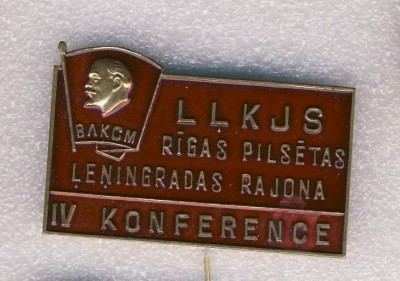 ВЛКСМ
LĻKJS
RĪGAS PILSĒTAS
ĻEŅINGRADAS RAJONA
IV KONFERENCE